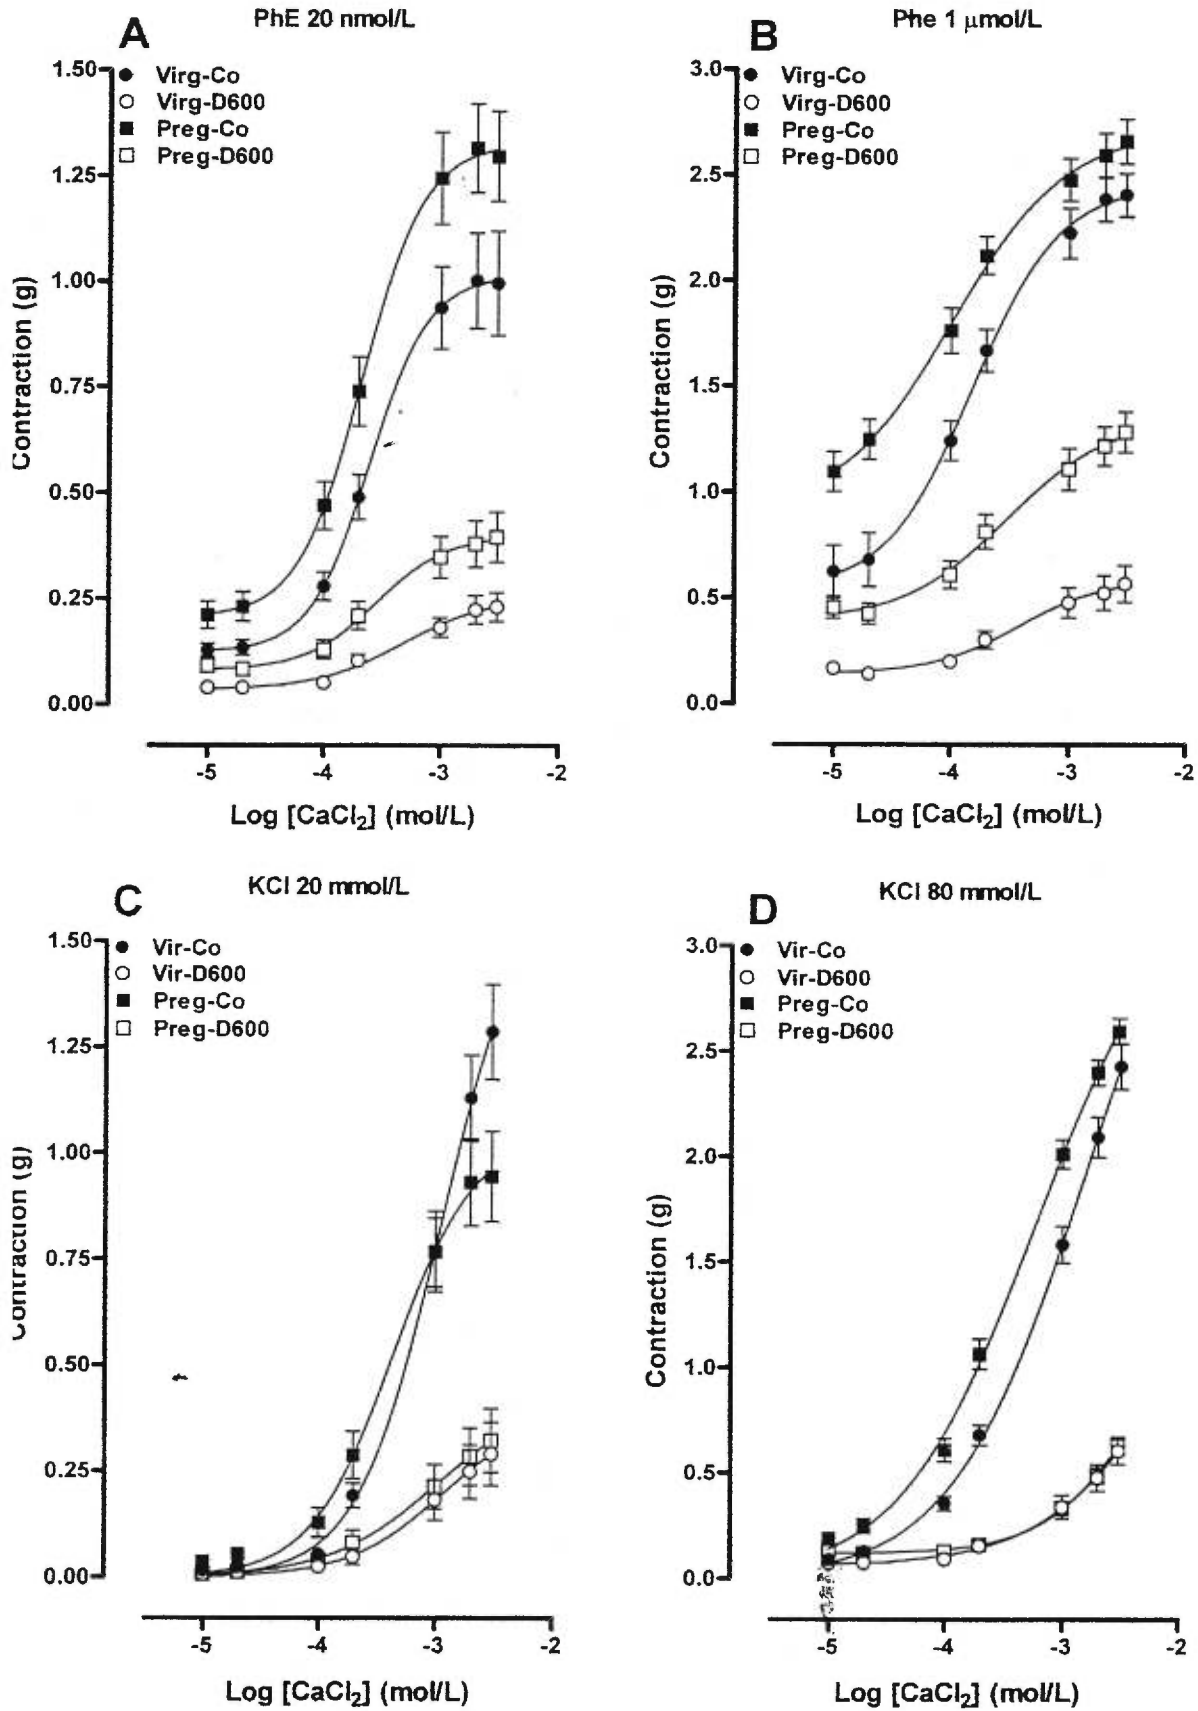 A
PhE 20 nmol/L
Virg-Co
Virg-D600
Preg-Co
Preg-D600
1.50
1.25
1.00
0.75
0.50
0.25
0.00
Contraction (g)
-5 -4 -3 -2
Log [CaCl2] (mol/L)
B
Phe 1 μmol/L
Virg-Co
Virg-D600
Preg-Co
Preg-D600
3.0
2.5
2.0
1.5
1.0
0.5
0.0
Contraction (g)
-5 -4 -3 -2
Log [CaCl2] (mol/L)
C
KCl 20 mmol/L
Vir-Co
Vir-D600
Preg-Co
Preg-D600
1.50
1.25
1.00
0.75
0.50
0.25
0.00
Contraction (g)
-5 -4 -3 -2
Log [CaCl2] (mol/L)
D
KCl 80 mmol/L
Vir-Co
Vir-D600
Preg-Co
Preg-D600
3.0
2.5
2.0
1.5
1.0
0.5
0.0
Contraction (g)
-5 -4 -3 -2
Log [CaCl2] (mol/L)